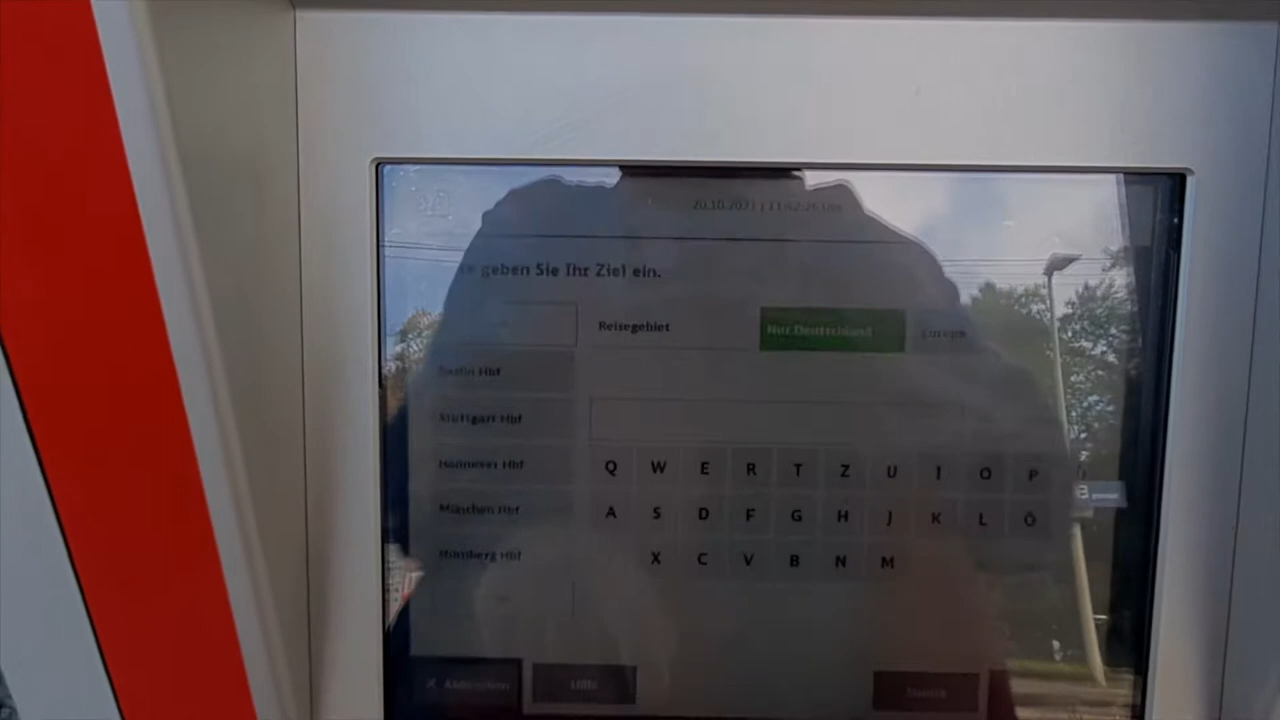 geben Sie Ihr Ziel ein.
Reisegebiet
Nur Deutschland
Europa
Berlin Hbf
Stuttgart Hbf
Hannover Hbf
Q W E R T Z U I O P
München Hbf
A S D F G H J K L Ö
Nürnberg Hbf
X C V B N M
Abbrechen
Hilfe